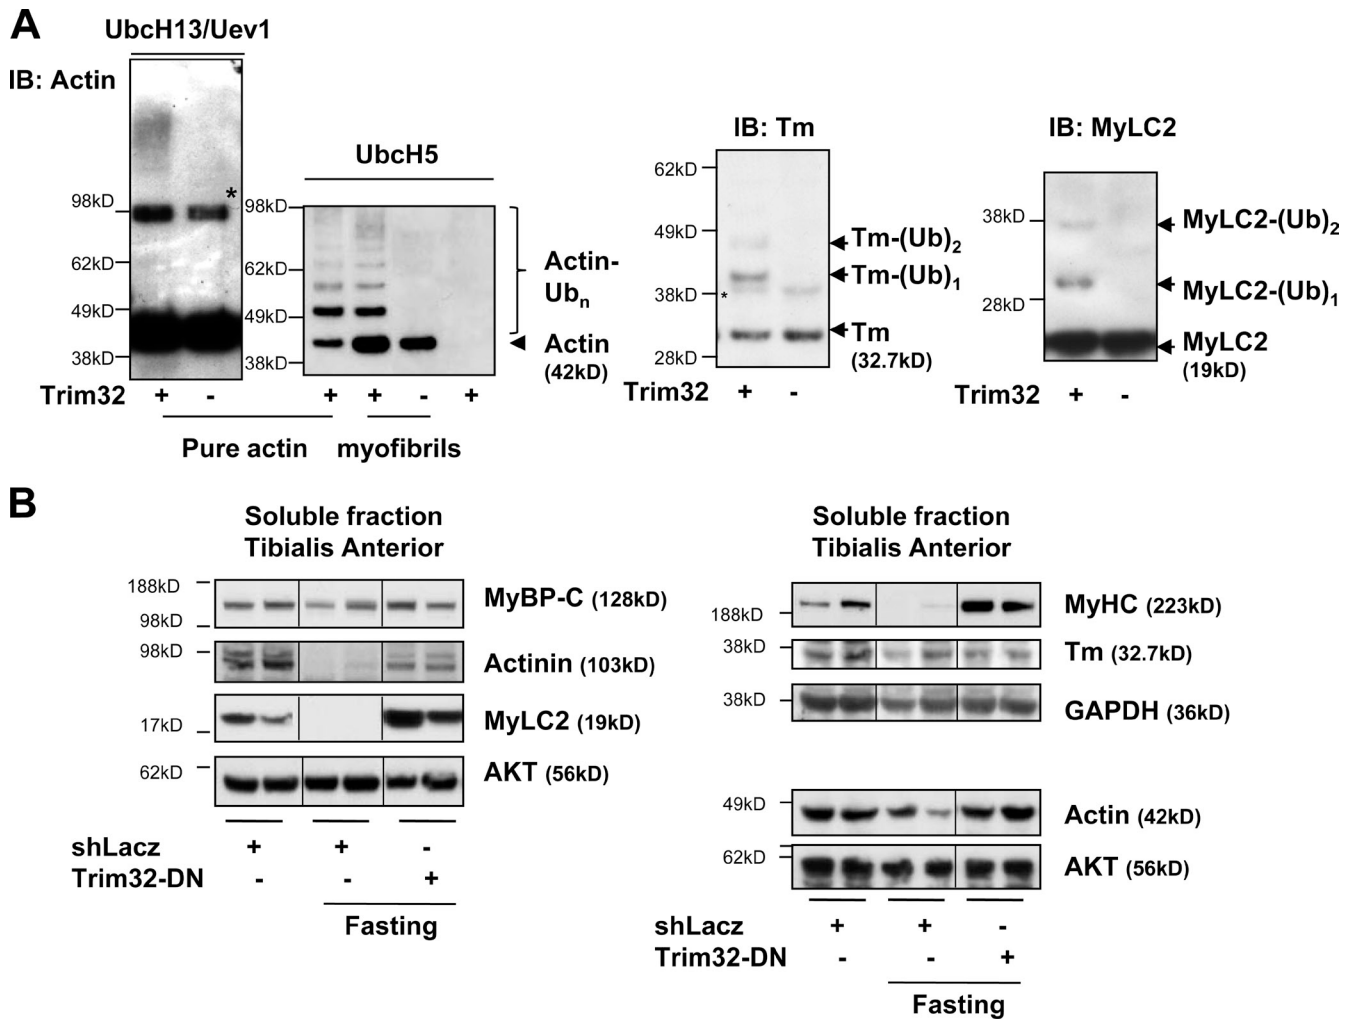 A
UbcH13/Uev1
IB: Actin
*
98kD
62kD
49kD
38kD
UbcH5
98kD
62kD
49kD
38kD
Actin-
Ubn
Actin
(42kD)
Trim32 + - + + - +
Pure actin myofibrils
IB: Tm
62kD
49kD
38kD
*
28kD
Tm-(Ub)2
Tm-(Ub)1
Tm
(32.7kD)
Trim32 + -
IB: MyLC2
38kD
28kD
MyLC2-(Ub)2
MyLC2-(Ub)1
MyLC2
(19kD)
Trim32 + -
B
Soluble fraction
Tibialis Anterior
188kD
98kD
MyBP-C (128kD)
98kD
Actinin (103kD)
17kD
MyLC2 (19kD)
62kD
AKT (56kD)
shLacz + + -
Trim32-DN - - +
Fasting
Soluble fraction
Tibialis Anterior
188kD
MyHC (223kD)
38kD
Tm (32.7kD)
38kD
GAPDH (36kD)
49kD
Actin (42kD)
62kD
AKT (56kD)
shLacz + + -
Trim32-DN - - +
Fasting